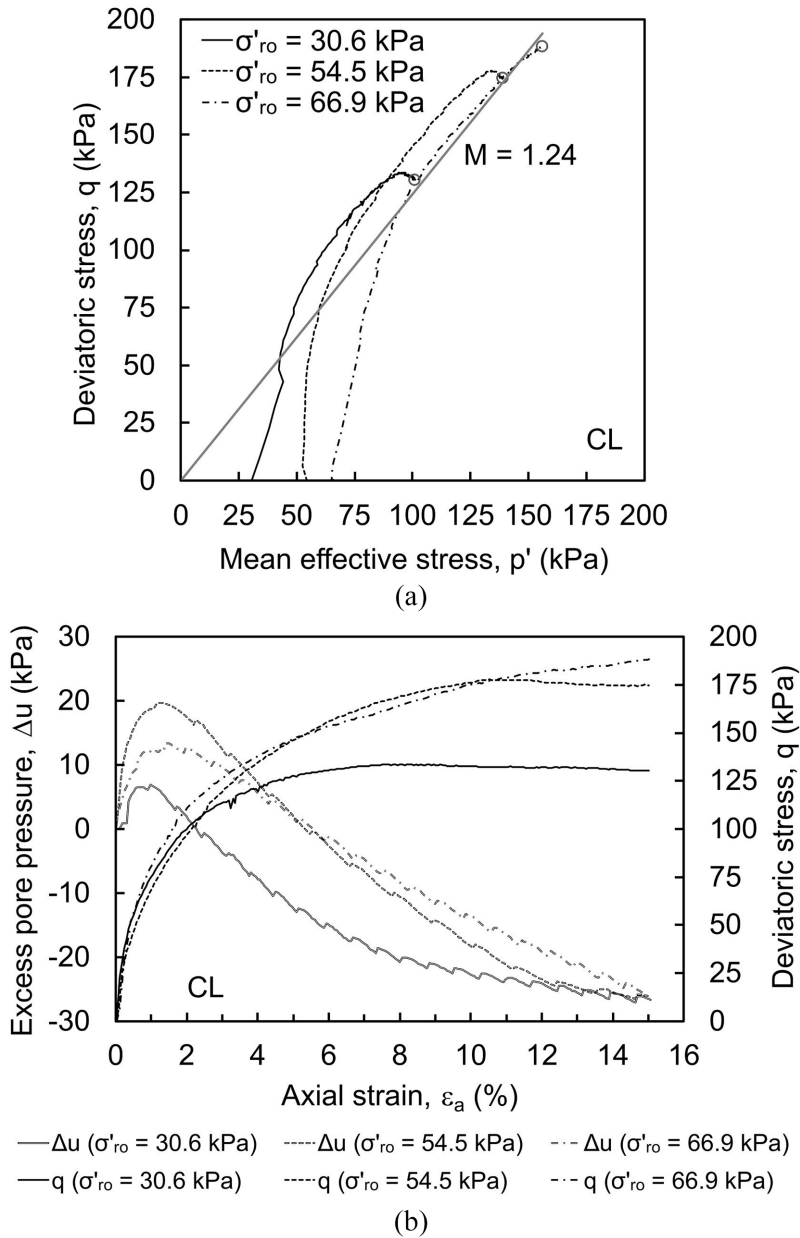 200
175
150
125
100
75
50
25
0
Deviatoric stress, q (kPa)
σ'ro = 30.6 kPa
σ'ro = 54.5 kPa
σ'ro = 66.9 kPa
M = 1.24
CL
0 25 50 75 100 125 150 175 200
Mean effective stress, p' (kPa)
(a)
30
20
10
0
-10
-20
-30
Excess pore pressure, Δu (kPa)
200
175
150
125
100
75
50
25
0
Deviatoric stress, q (kPa)
CL
0 2 4 6 8 10 12 14 16
Axial strain, εa (%)
Δu (σ'ro = 30.6 kPa) Δu (σ'ro = 54.5 kPa) Δu (σ'ro = 66.9 kPa)
q (σ'ro = 30.6 kPa) q (σ'ro = 54.5 kPa) q (σ'ro = 66.9 kPa)
(b)